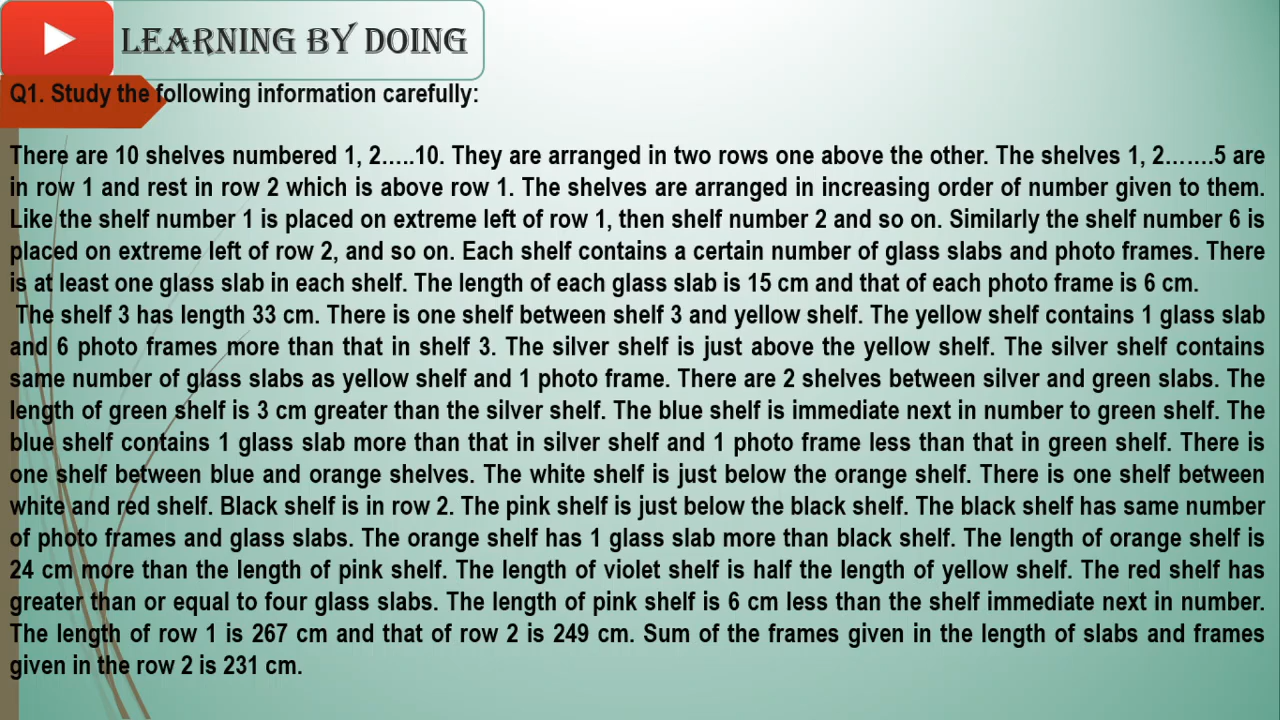 LEARNING BY DOING
Q1. Study the following information carefully:
There are 10 shelves numbered 1, 2.....10. They are arranged in two rows one above the other. The shelves 1, 2.......5 are
in row 1 and rest in row 2 which is above row 1. The shelves are arranged in increasing order of number given to them.
Like the shelf number 1 is placed on extreme left of row 1, then shelf number 2 and so on. Similarly the shelf number 6 is
placed on extreme left of row 2, and so on. Each shelf contains a certain number of glass slabs and photo frames. There
is at least one glass slab in each shelf. The length of each glass slab is 15 cm and that of each photo frame is 6 cm.
The shelf 3 has length 33 cm. There is one shelf between shelf 3 and yellow shelf. The yellow shelf contains 1 glass slab
and 6 photo frames more than that in shelf 3. The silver shelf is just above the yellow shelf. The silver shelf contains
same number of glass slabs as yellow shelf and 1 photo frame. There are 2 shelves between silver and green slabs. The
length of green shelf is 3 cm greater than the silver shelf. The blue shelf is immediate next in number to green shelf. The
blue shelf contains 1 glass slab more than that in silver shelf and 1 photo frame less than that in green shelf. There is
one shelf between blue and orange shelves. The white shelf is just below the orange shelf. There is one shelf between
white and red shelf. Black shelf is in row 2. The pink shelf is just below the black shelf. The black shelf has same number
of photo frames and glass slabs. The orange shelf has 1 glass slab more than black shelf. The length of orange shelf is
24 cm more than the length of pink shelf. The length of violet shelf is half the length of yellow shelf. The red shelf has
greater than or equal to four glass slabs. The length of pink shelf is 6 cm less than the shelf immediate next in number.
The length of row 1 is 267 cm and that of row 2 is 249 cm. Sum of the frames given in the length of slabs and frames
given in the row 2 is 231 cm.